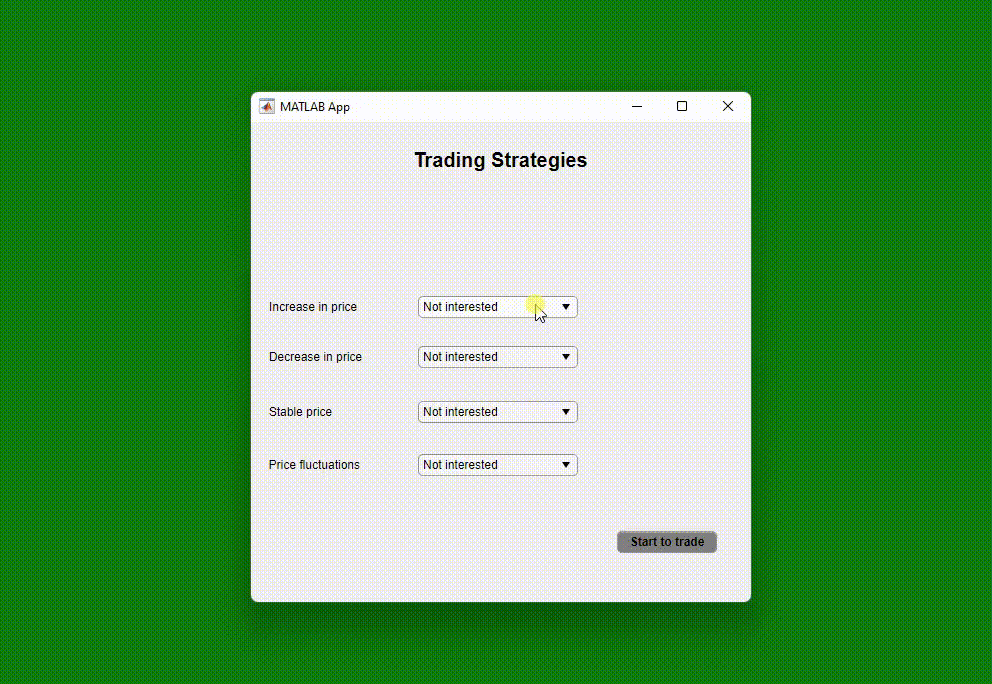 MATLAB App
Trading Strategies
Increase in price Not interested
Decrease in price Not interested
Stable price Not interested
Price fluctuations Not interested
Start to trade